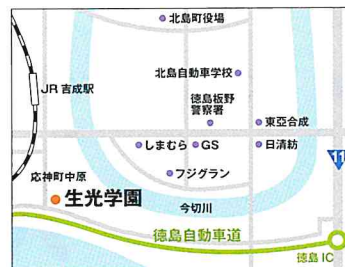 北島町役場
北島自動車学校
JR 吉成駅
徳島板野
警察署
東亞合成
しまむら
GS
日清紡
11
応神町中原
フジグラン
生光学園
今切川
徳島自動車道
徳島 IC